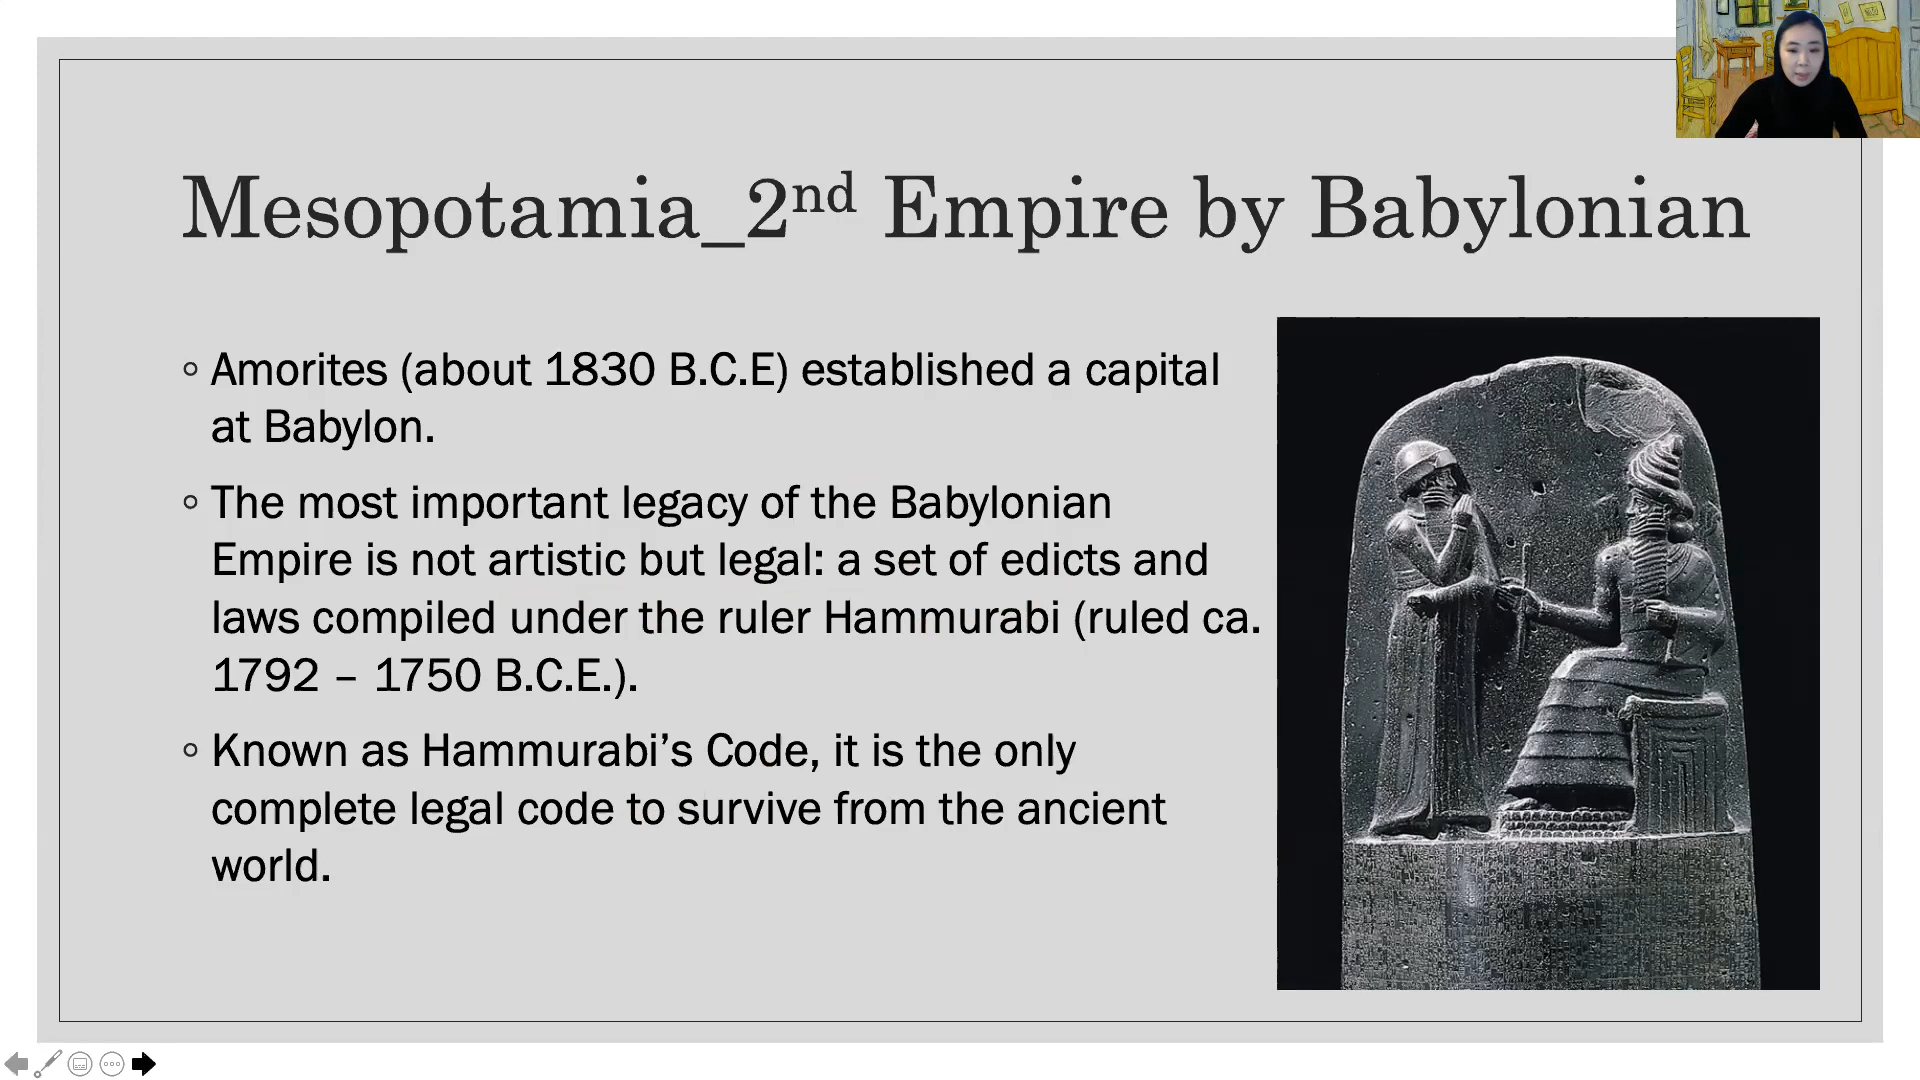 Mesopotamia_2nd Empire by Babylonian
◦ Amorites (about 1830 B.C.E) established a capital
at Babylon.
◦ The most important legacy of the Babylonian
Empire is not artistic but legal: a set of edicts and
laws compiled under the ruler Hammurabi (ruled ca.
1792 – 1750 B.C.E.).
◦ Known as Hammurabi’s Code, it is the only
complete legal code to survive from the ancient
world.